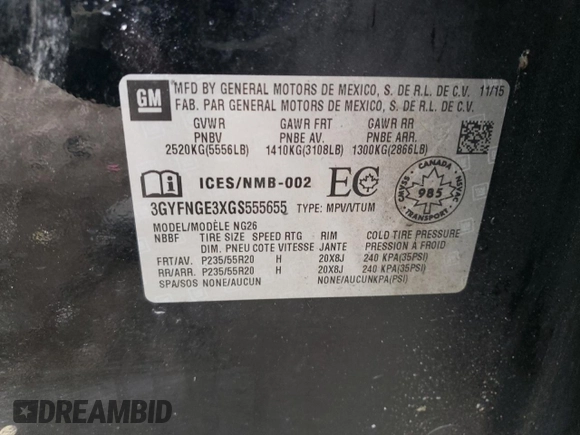 GM
MFD BY GENERAL MOTORS DE MEXICO, S. DE R.L. DE C.V. 11/15
FAB. PAR GENERAL MOTORS DE MEXICO, S. DE R.L. DE C.V.
GVWR GAWR FRT GAWR RR
PNBV PNBE AV. PNBE ARR.
2520KG(5556LB) 1410KG(3108LB) 1300KG(2866LB)
ICES/NMB-002 EC
CANADA
CMVSS 985 NSVAC
TRANSPORT
3GYFNGE3XGS555655 TYPE: MPV/VTUM
MODEL/MODÈLE NG26
NBBF TIRE SIZE SPEED RTG RIM COLD TIRE PRESSURE
DIM. PNEU COTE VITESSE JANTE PRESSION A FROID
FRT/AV. P235/55R20 H 20X8J 240 KPA(35PSI)
RR/ARR. P235/55R20 H 20X8J 240 KPA(35PSI)
SPA/SOS NONE/AUCUN NONE/AUCUNKPA(PSI)
DREAMBID